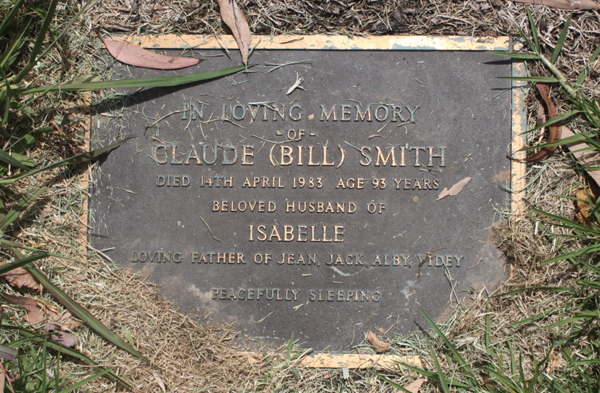 IN LOVING MEMORY
- OF -
CLAUDE (BILL) SMITH
DIED 14TH APRIL 1983 AGE 93 YEARS
BELOVED HUSBAND OF
ISABELLE
LOVING FATHER OF JEAN, JACK, ALBY, VIDEY
PEACEFULLY SLEEPING